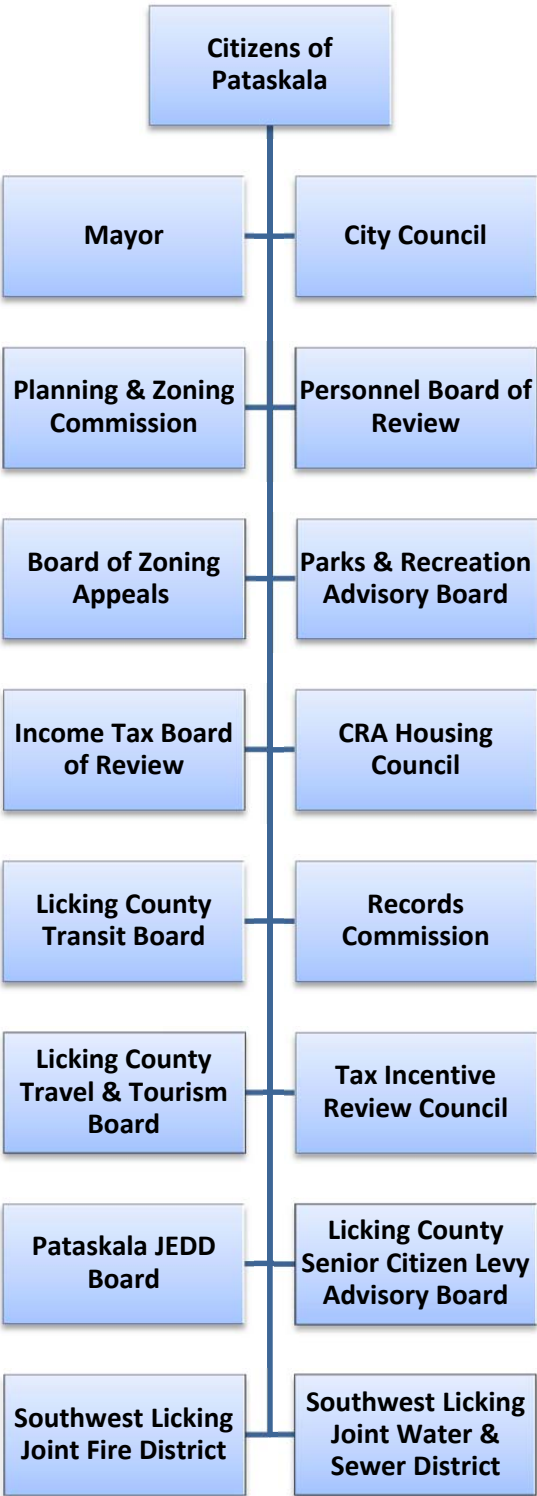 Citizens of
Pataskala
Mayor
City Council
Planning & Zoning
Commission
Personnel Board of
Review
Board of Zoning
Appeals
Parks & Recreation
Advisory Board
Income Tax Board
of Review
CRA Housing
Council
Licking County
Transit Board
Records
Commission
Licking County
Travel & Tourism
Board
Tax Incentive
Review Council
Pataskala JEDD
Board
Licking County
Senior Citizen Levy
Advisory Board
Southwest Licking
Joint Fire District
Southwest Licking
Joint Water &
Sewer District